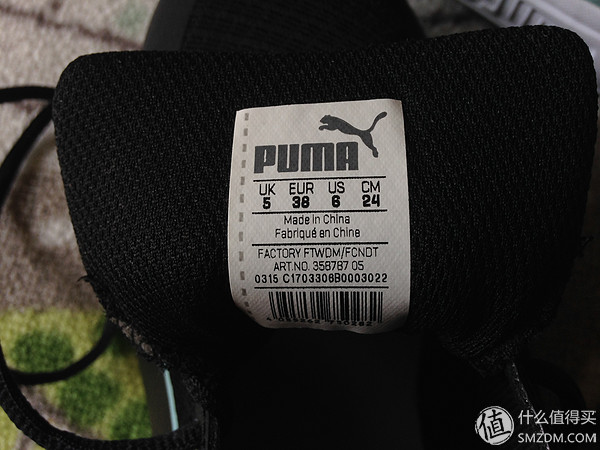 PUMA
UK EUR US CM
5 38 6 24
Made in China
Fabriqué en Chine
FACTORY FTWDM/FCNDT
ART.NO. 358787 05
0315 C1703306B0003022
值 什么值得买
SMZDM.COM